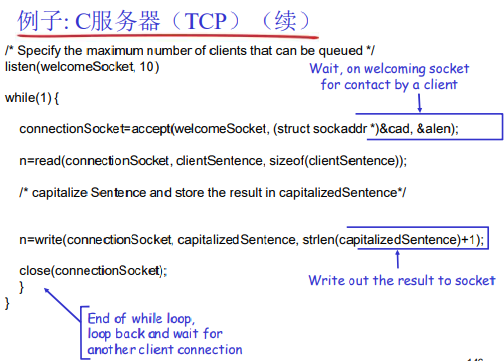 例子: C服务器（TCP）（续）
/* Specify the maximum number of clients that can be queued */
listen(welcomeSocket, 10)
Wait, on welcoming socket
for contact by a client
while(1) {
connectionSocket=accept(welcomeSocket, (struct sockaddr *)&cad, &alen);
n=read(connectionSocket, clientSentence, sizeof(clientSentence));
/* capitalize Sentence and store the result in capitalizedSentence*/
n=write(connectionSocket, capitalizedSentence, strlen(capitalizedSentence)+1);
close(connectionSocket);
Write out the result to socket
}
}
End of while loop,
loop back and wait for
another client connection